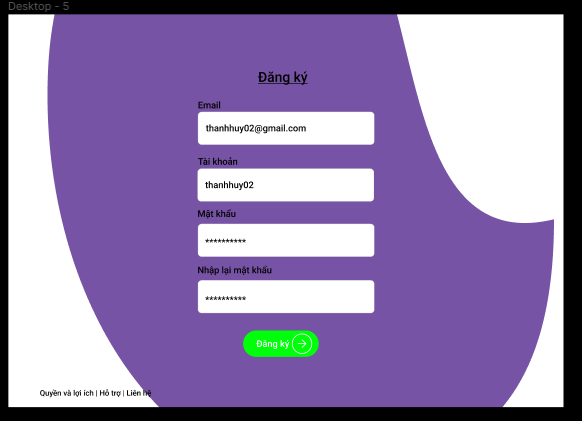 Desktop - 5
Đăng ký
Email
thanhhuy02@gmail.com
Tài khoản
thanhhuy02
Mật khẩu
**********
Nhập lại mật khẩu
**********
Đăng ký
Quyền và lợi ích | Hỗ trợ | Liên hệ